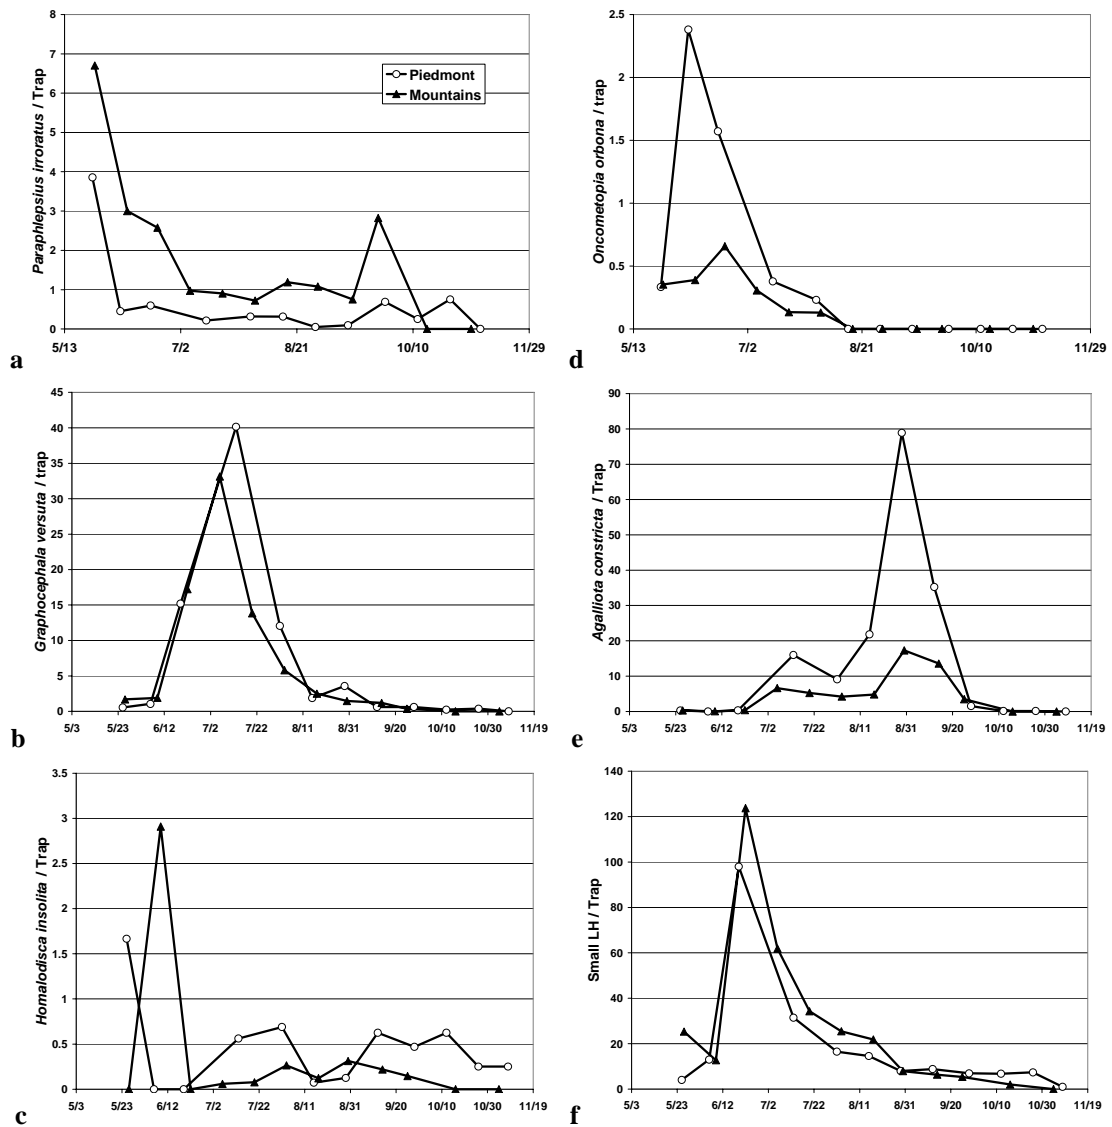 8
7
6
5
4
3
2
1
0
Paraphlepsius irroratus / Trap
Piedmont
Mountains
5/13 7/2 8/21 10/10 11/29
a
2.5
2
1.5
1
0.5
0
Oncometopia orbona / trap
5/13 7/2 8/21 10/10 11/29
d
45
40
35
30
25
20
15
10
5
0
Graphocephala versuta / trap
5/3 5/23 6/12 7/2 7/22 8/11 8/31 9/20 10/10 10/30 11/19
b
90
80
70
60
50
40
30
20
10
0
Agalliota constricta / Trap
5/3 5/23 6/12 7/2 7/22 8/11 8/31 9/20 10/10 10/30 11/19
e
3.5
3
2.5
2
1.5
1
0.5
0
Homalodisca insolita / Trap
5/3 5/23 6/12 7/2 7/22 8/11 8/31 9/20 10/10 10/30 11/19
c
140
120
100
80
60
40
20
0
Small LH / Trap
5/3 5/23 6/12 7/2 7/22 8/11 8/31 9/20 10/10 10/30 11/19
f